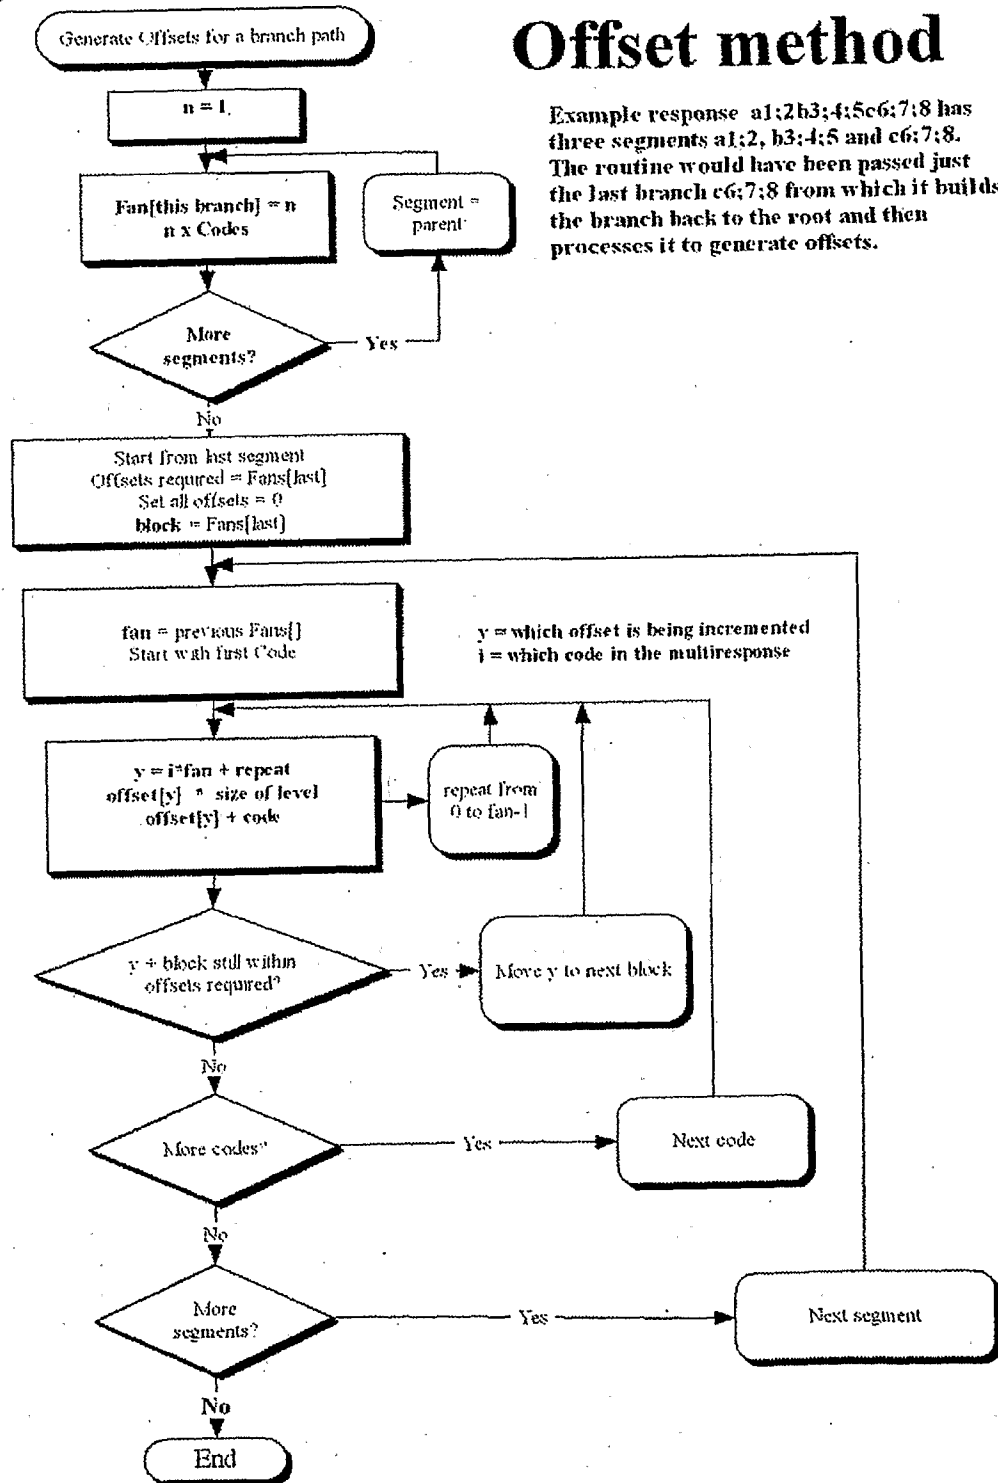 Offset method
Generate Offsets for a branch path
n = 1
Example response a1;2b3;4;5c6;7;8 has
three segments a1;2, b3;4;5 and c6;7;8.
The routine would have been passed just
the last branch c6;7;8 from which it builds
the branch back to the root and then
processes it to generate offsets.
Fan[this branch] = n
n x Codes
Segment =
parent
More
segments?
Yes
No
Start from last segment
Offsets required = Fans[last]
Set all offsets = 0
block = Fans[last]
fan = previous Fans[]
Start with first Code
y = which offset is being incremented
i = which code in the multiresponse
y = i*fan + repeat
offset[y] * size of level
offset[y] + code
repeat from
0 to fan-1
y + block still within
offsets required?
Yes
Move y to next block
No
More codes?
Yes
Next code
No
More
segments?
Yes
Next segment
No
End